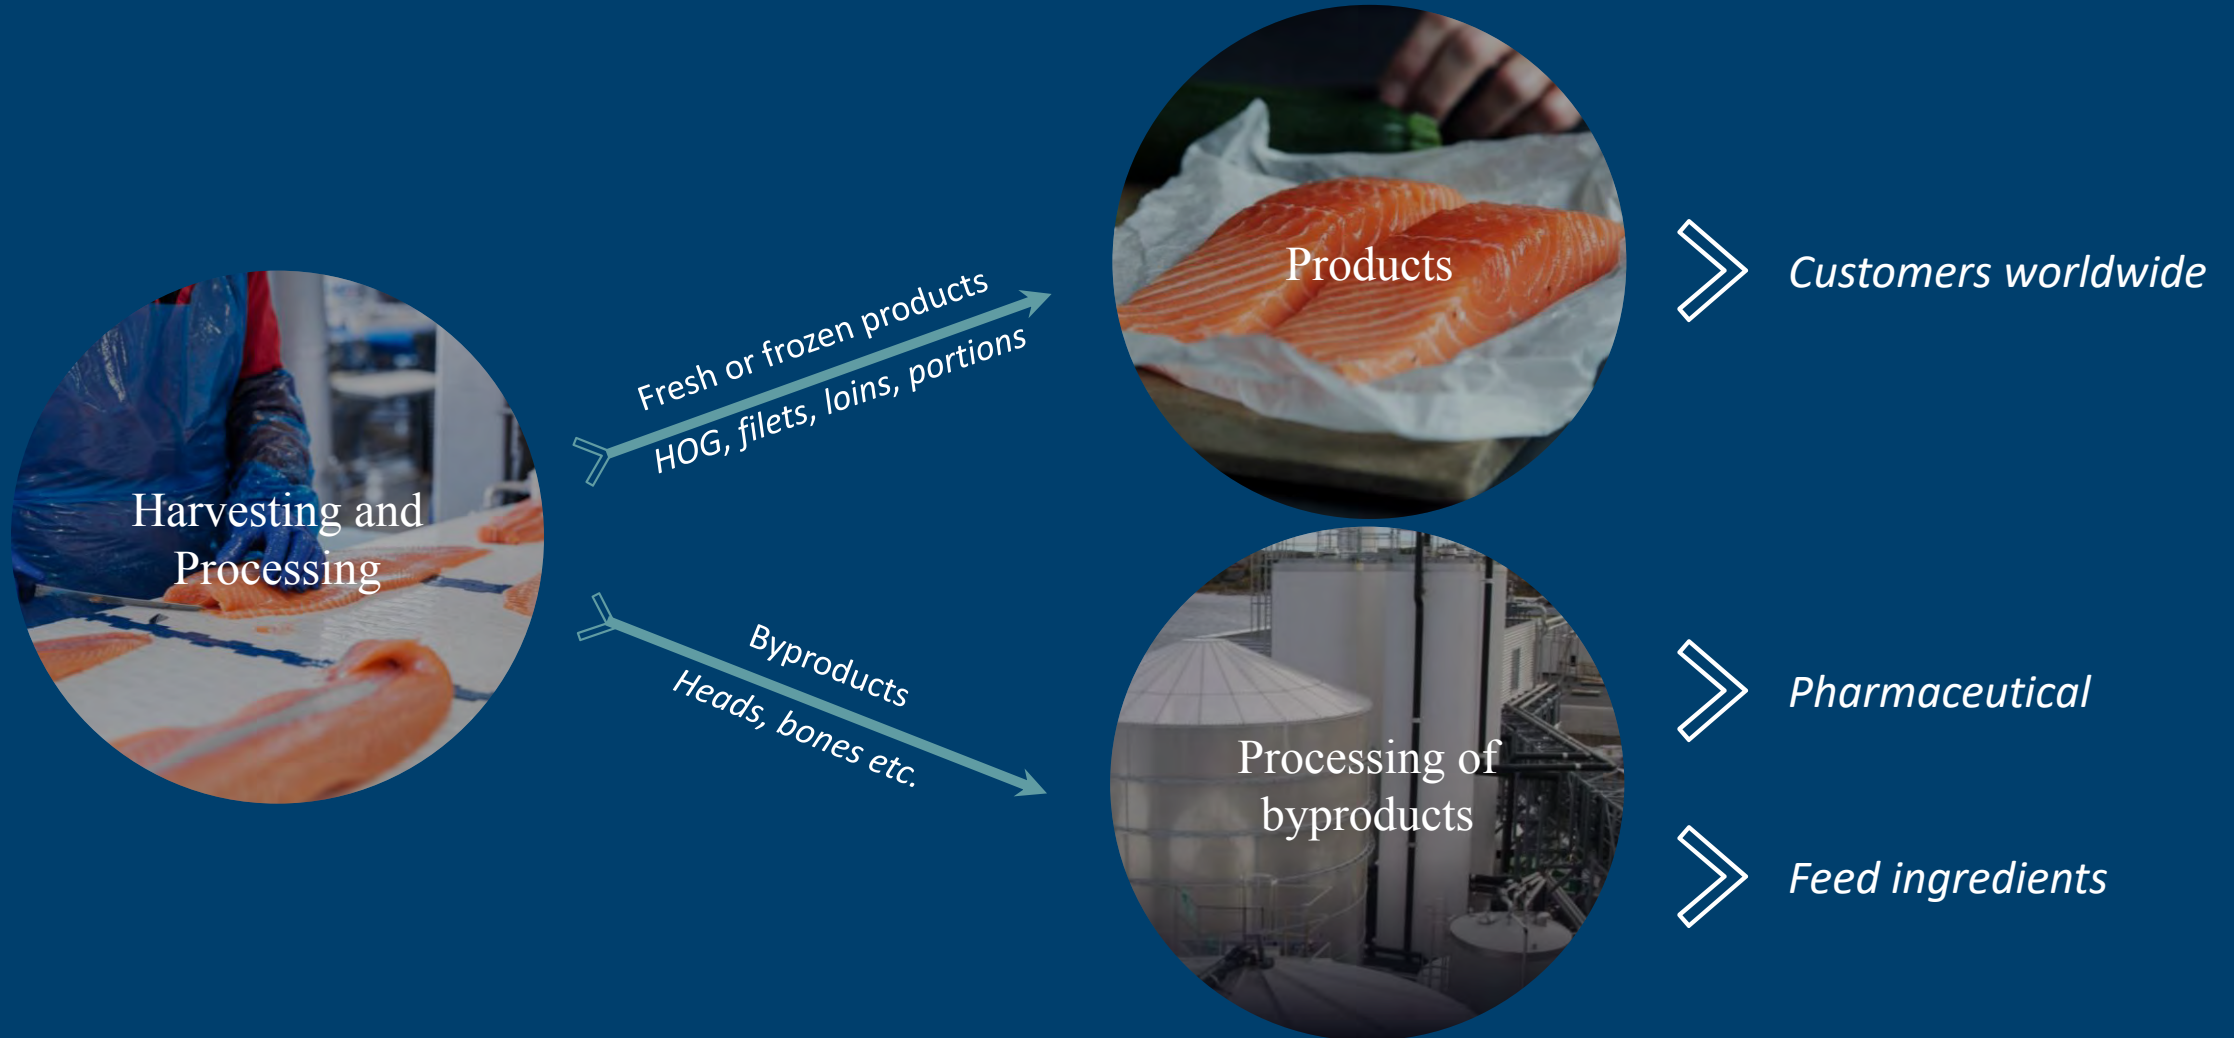 Harvesting and
Processing
Fresh or frozen products
HOG, filets, loins, portions
Products
Customers worldwide
Byproducts
Heads, bones etc.
Processing of
byproducts
Pharmaceutical
Feed ingredients